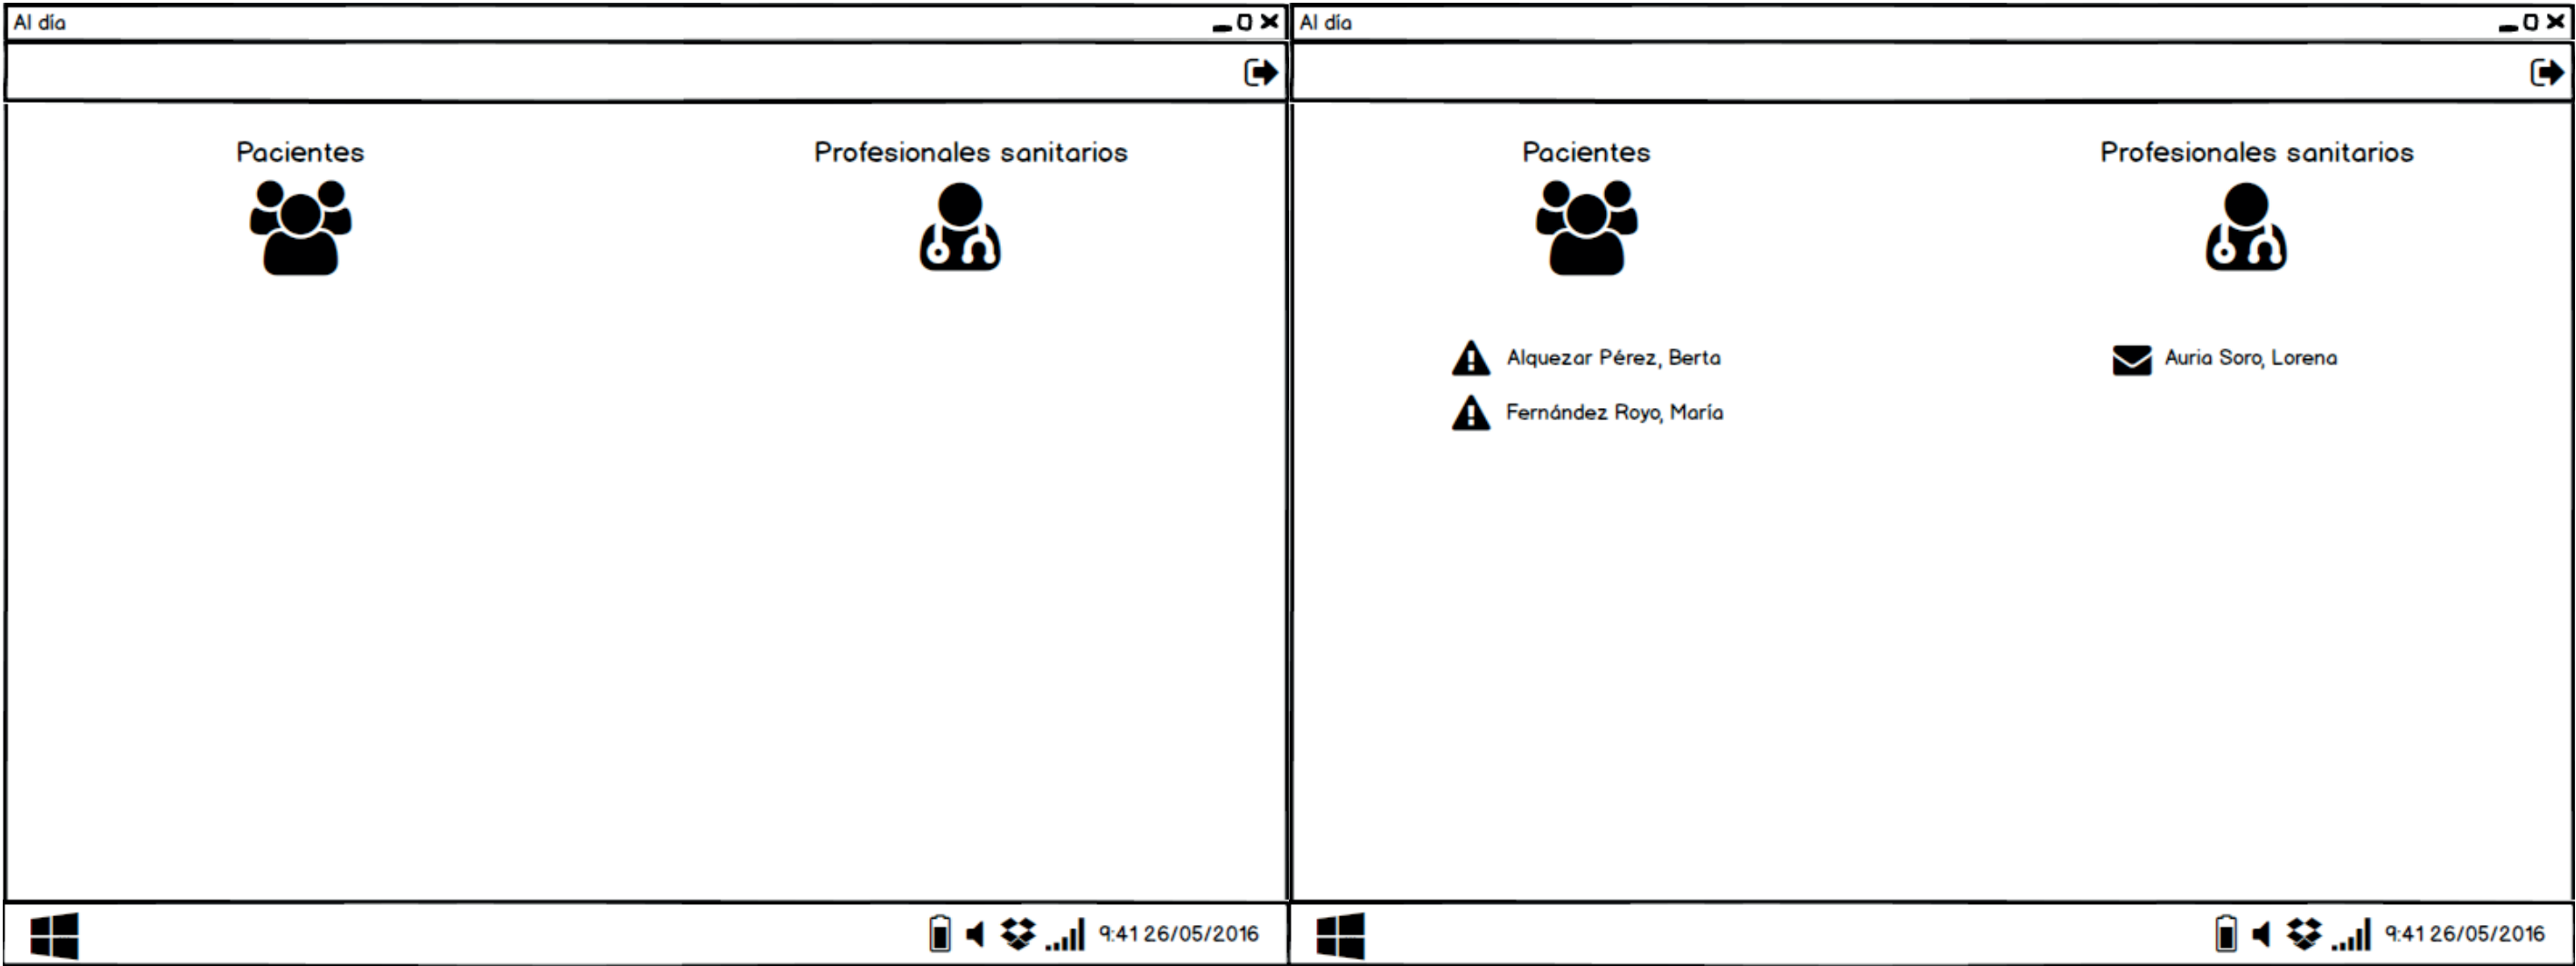 Al día
Pacientes
Profesionales sanitarios
9:41 26/05/2016
Al día
Pacientes
Profesionales sanitarios
Alquezar Pérez, Berta
Auria Soro, Lorena
Fernández Royo, María
9:41 26/05/2016